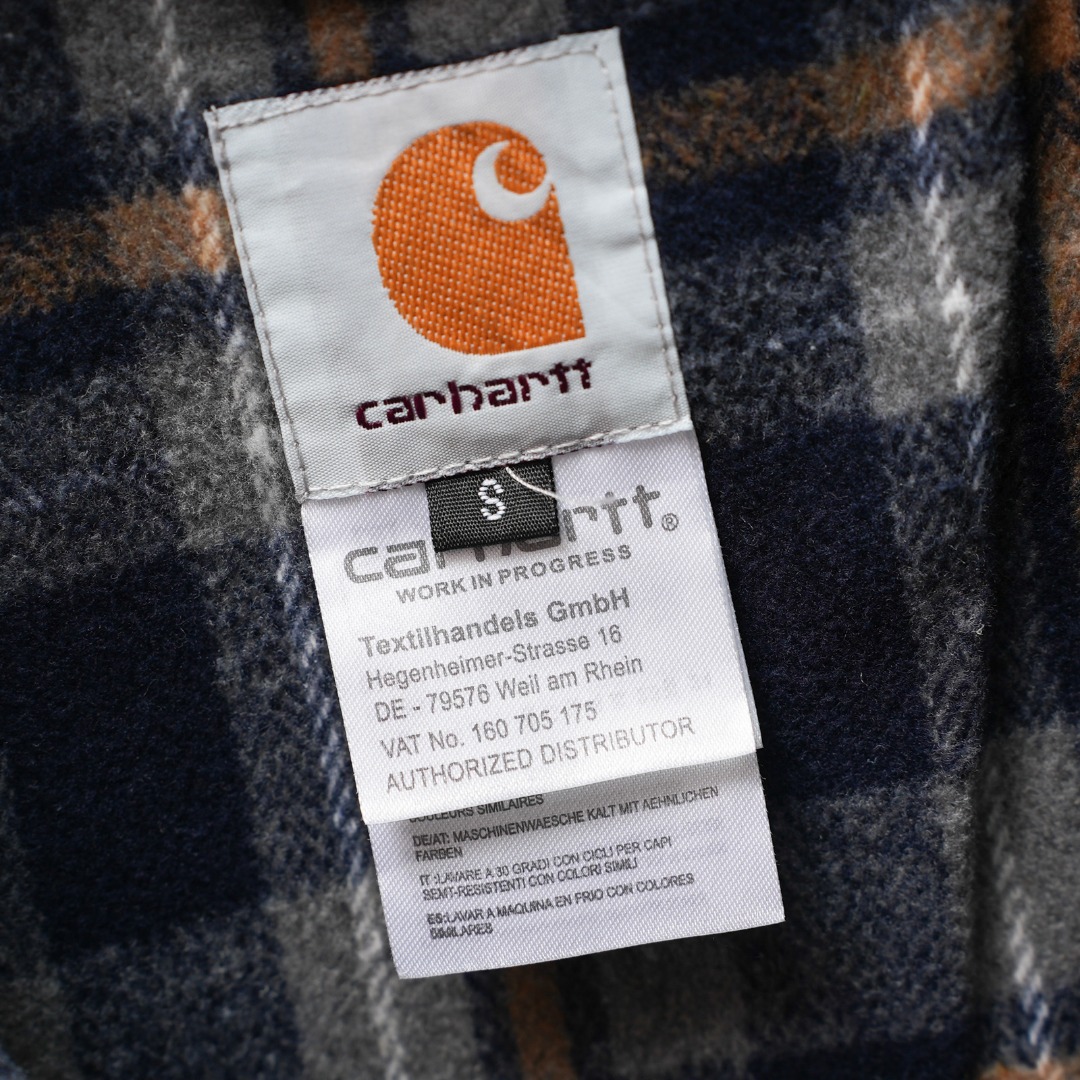 carhartt
S
carhartt®
WORK IN PROGRESS
Textilhandels GmbH
Hegenheimer-Strasse 16
DE - 79576 Weil am Rhein
VAT No. 160 705 175
AUTHORIZED DISTRIBUTOR
COULEURS SIMILAIRES
DE/AT: MASCHINENWAESCHE KALT MIT AEHNLICHEN
FARBEN
IT :LAVARE A 30 GRADI CON CICLI PER CAPI
SEMT-RESISTENTI CON COLORI SIMILI
ES:LAVAR A MAQUINA EN FRIO CON COLORES
SIMILARES